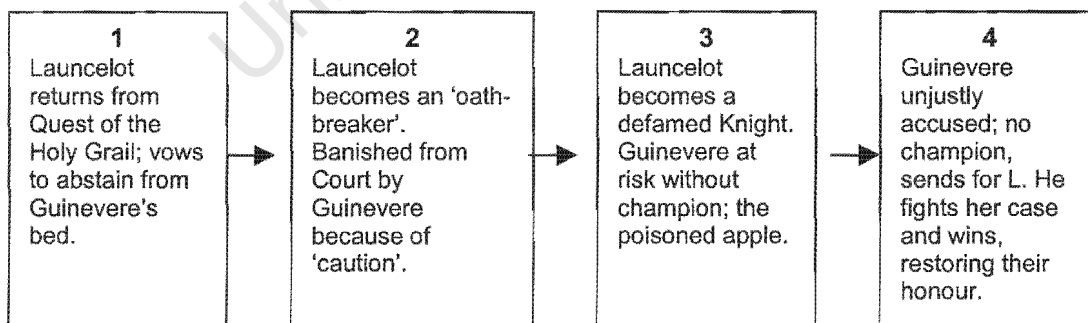 1
Launcelot
returns from
Quest of the
Holy Grail; vows
to abstain from
Guinevere's
bed.
2
Launcelot
becomes an 'oath-
breaker'.
Banished from
Court by
Guinevere
because of
'caution'.
3
Launcelot
becomes a
defamed Knight.
Guinevere at
risk without
champion; the
poisoned apple.
4
Guinevere
unjustly
accused; no
champion,
sends for L. He
fights her case
and wins,
restoring their
honour.